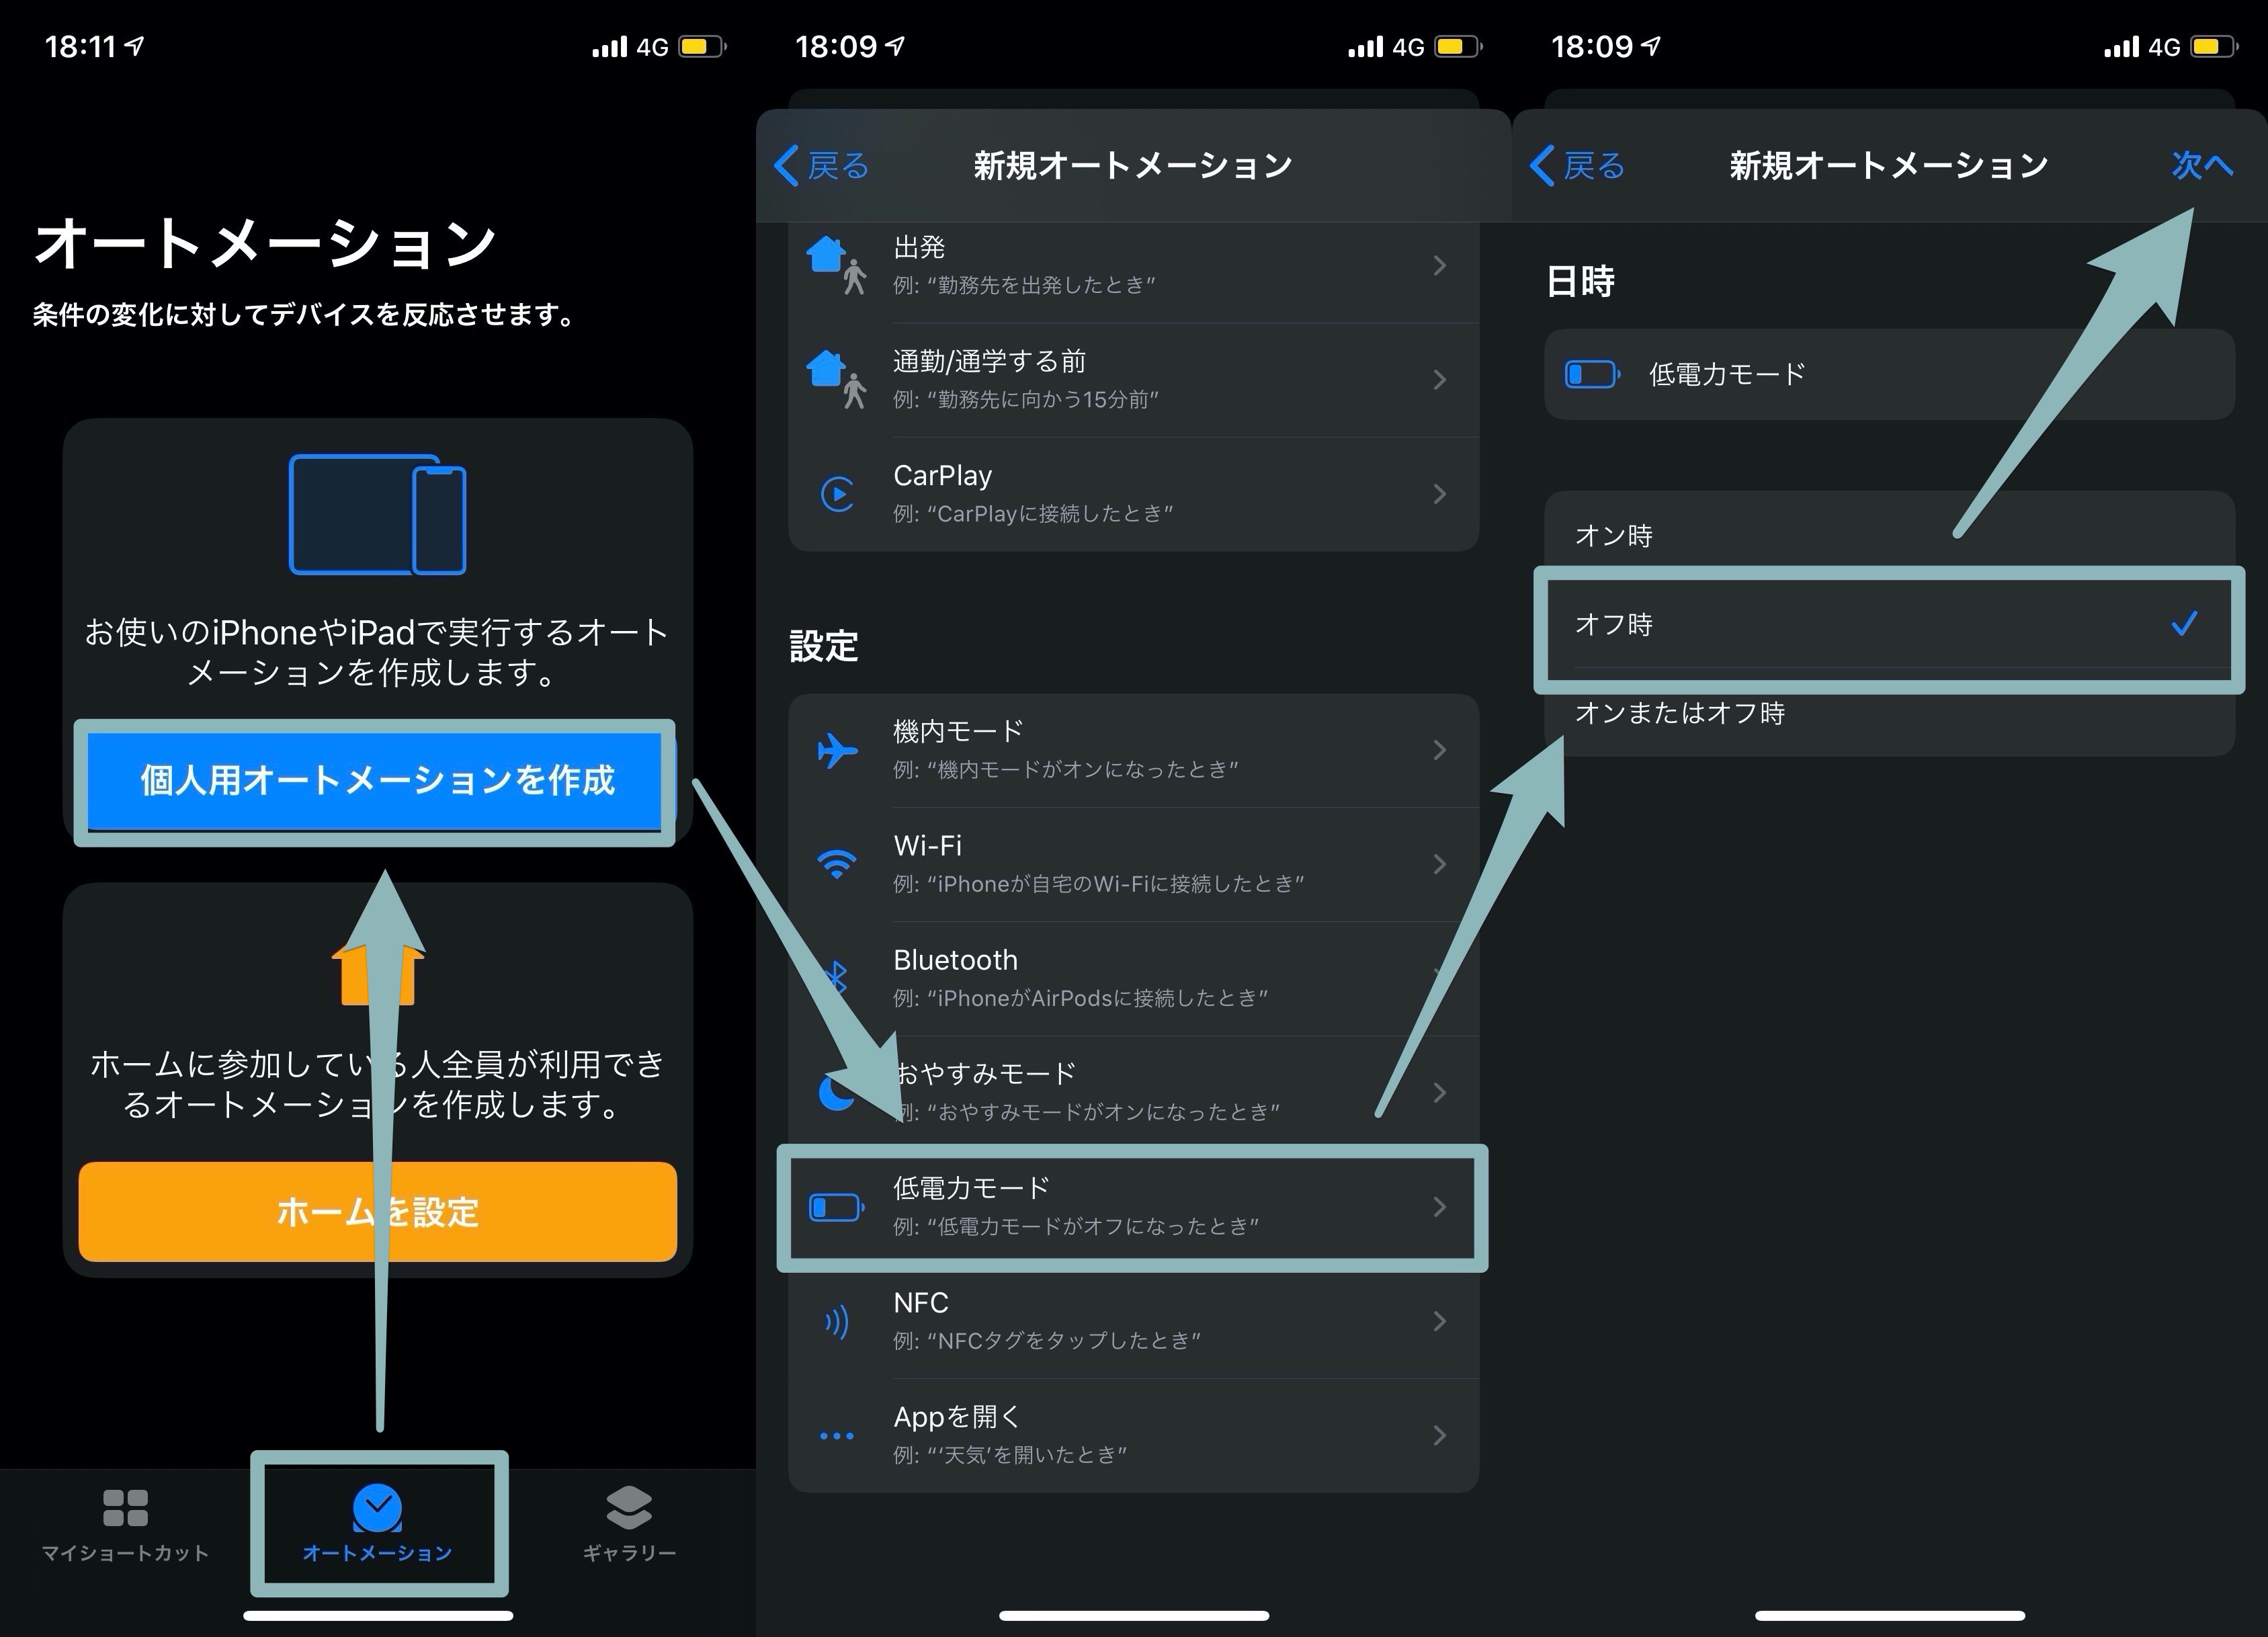 18:11
4G
オートメーション
条件の変化に対してデバイスを反応させます。
お使いのiPhoneやiPadで実行するオート
メーションを作成します。
個人用オートメーションを作成
ホームに参加している人全員が利用でき
るオートメーションを作成します。
ホームを設定
マイショートカット
オートメーション
ギャラリー
18:09
4G
戻る
新規オートメーション
出発
例: “勤務先を出発したとき”
通勤/通学する前
例: “勤務先に向かう15分前”
CarPlay
例: “CarPlayに接続したとき”
設定
機内モード
例: “機内モードがオンになったとき”
Wi-Fi
例: “iPhoneが自宅のWi-Fiに接続したとき”
Bluetooth
例: “iPhoneがAirPodsに接続したとき”
おやすみモード
例: “おやすみモードがオンになったとき”
低電力モード
例: “低電力モードがオフになったとき”
NFC
例: “NFCタグをタップしたとき”
Appを開く
例: “‘天気’を開いたとき”
18:09
4G
戻る
新規オートメーション
次へ
日時
低電力モード
オン時
オフ時
オンまたはオフ時